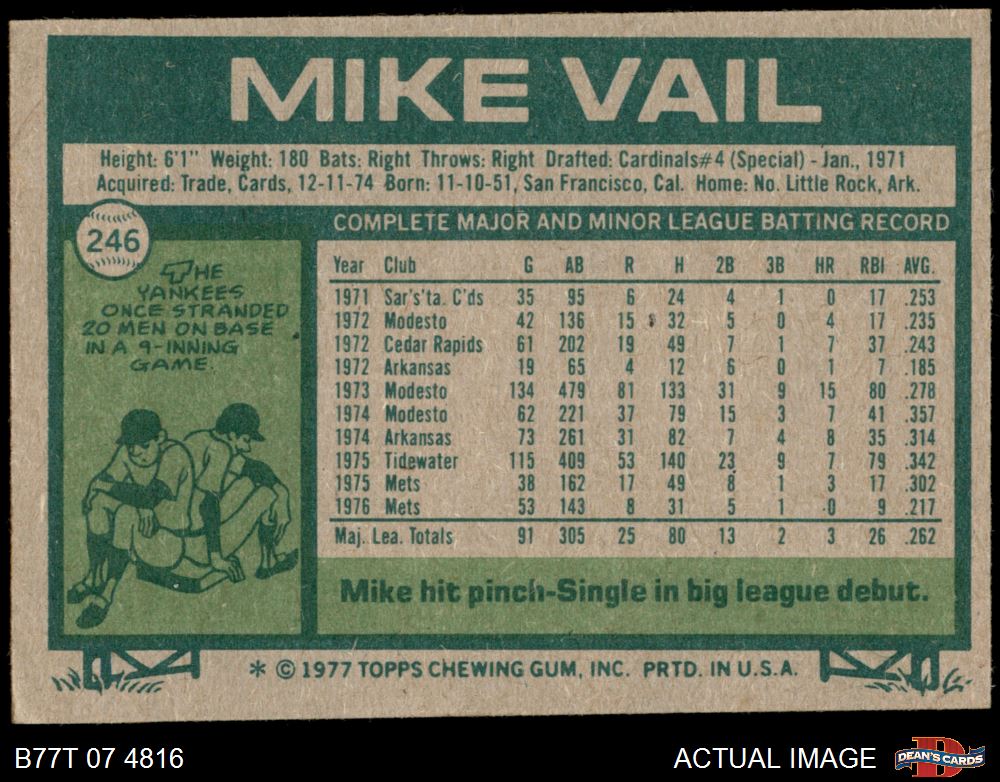 MIKE VAIL
Height: 6'1" Weight: 180 Bats: Right Throws: Right Drafted: Cardinals#4 (Special) - Jan., 1971
Acquired: Trade, Cards, 12-11-74 Born: 11-10-51, San Francisco, Cal. Home: No. Little Rock, Ark.
246
THE
YANKEES
ONCE STRANDED
20 MEN ON BASE
IN A 9-INNING
GAME.
COMPLETE MAJOR AND MINOR LEAGUE BATTING RECORD
Year Club G AB R H 2B 3B HR RBI AVG.
1971 Sar's'ta. C'ds 35 95 6 24 4 1 0 17 .253
1972 Modesto 42 136 15 32 5 0 4 17 .235
1972 Cedar Rapids 61 202 19 49 7 1 7 37 .243
1972 Arkansas 19 65 4 12 6 0 1 7 .185
1973 Modesto 134 479 81 133 31 9 15 80 .278
1974 Modesto 62 221 37 79 15 3 7 41 .357
1974 Arkansas 73 261 31 82 7 4 8 35 .314
1975 Tidewater 115 409 53 140 23 9 7 79 .342
1975 Mets 38 162 17 49 8 1 3 17 .302
1976 Mets 53 143 8 31 5 1 0 9 .217
Maj. Lea. Totals 91 305 25 80 13 2 3 26 .262
Mike hit pinch-Single in big league debut.
* © 1977 TOPPS CHEWING GUM, INC. PRTD. IN U.S.A.
B77T 07 4816
ACTUAL IMAGE
D
DEAN'S CARDS